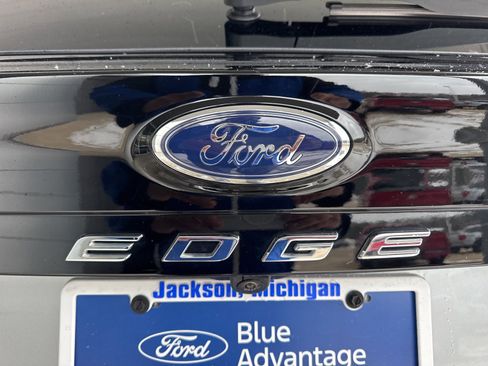 Ford
EDGE
Jackson, Michigan
Ford
Blue
Advantage